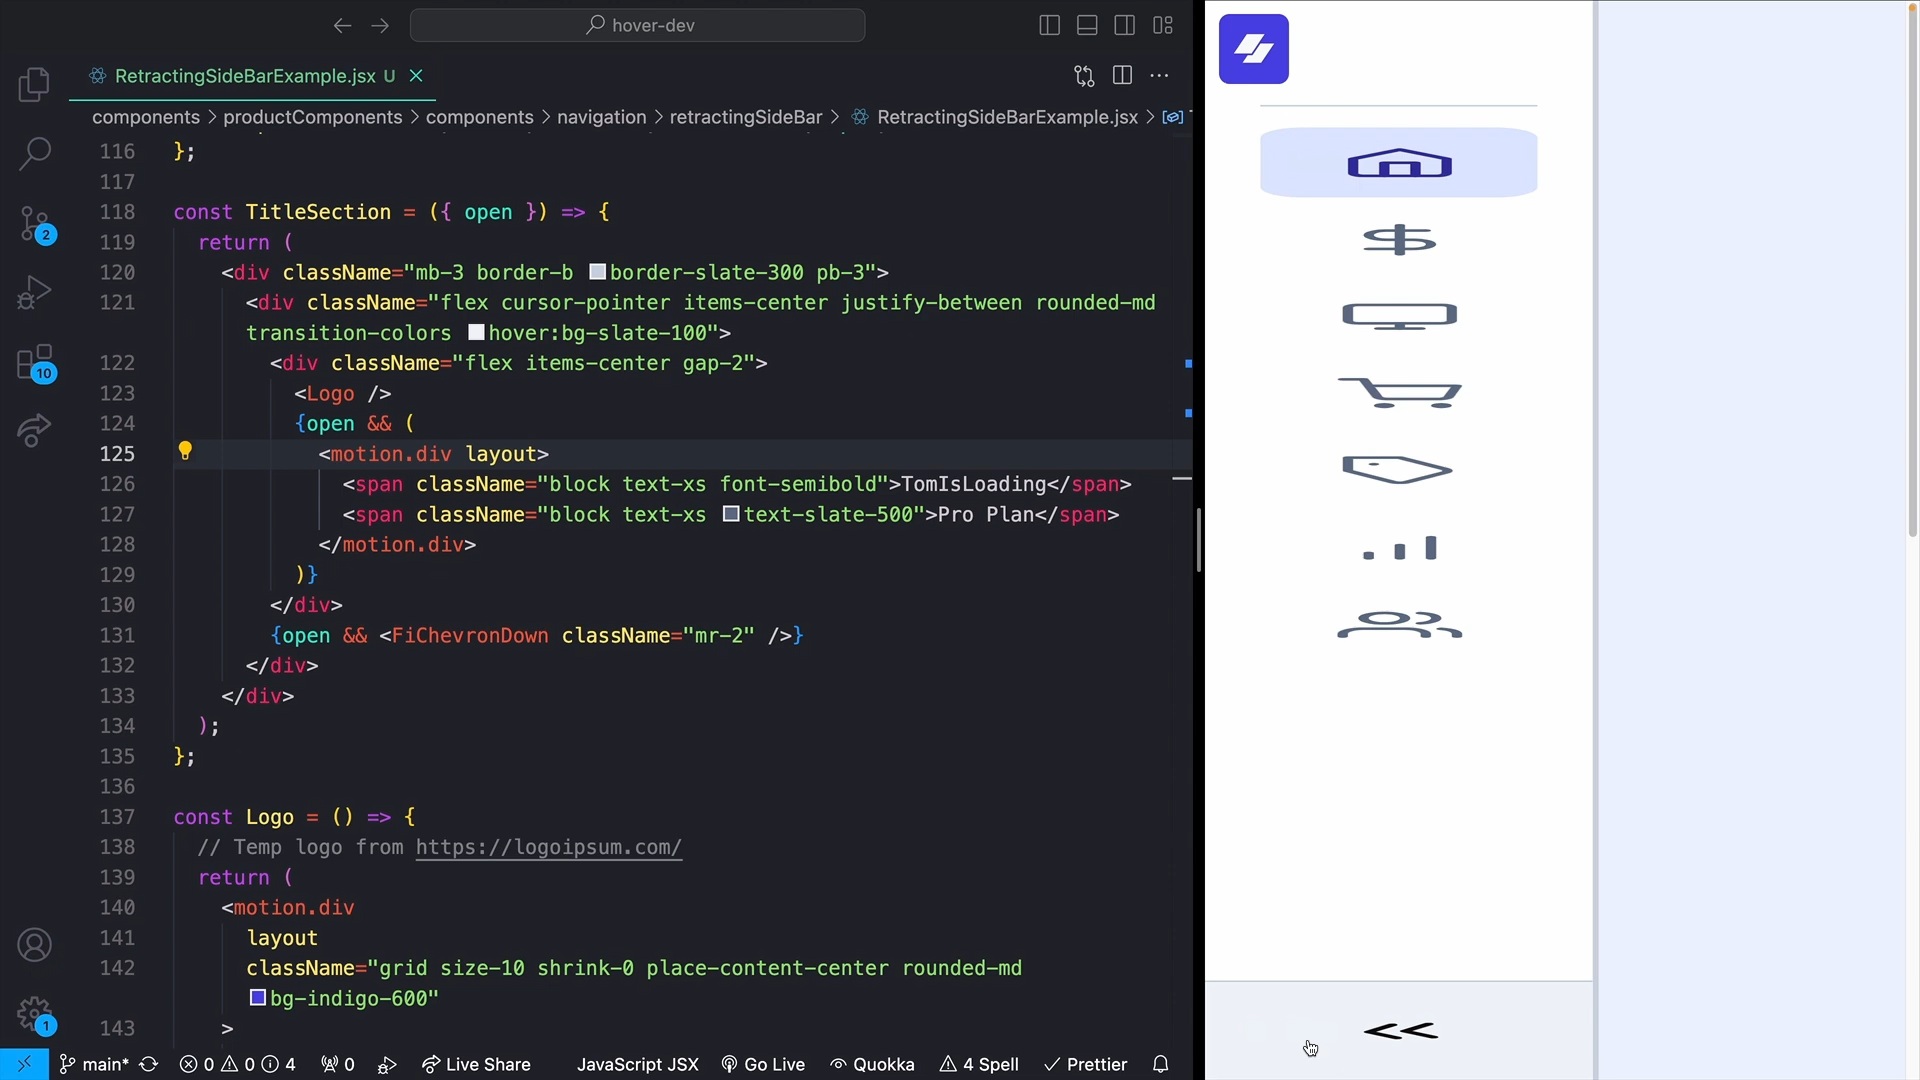 hover-dev
RetractingSideBarExample.jsx U
components > productComponents > components > navigation > retractingSideBar > RetractingSideBarExample.jsx >
116 };
117
118 const TitleSection = ({ open }) => {
119 return (
120 <div className="mb-3 border-b border-slate-300 pb-3">
121 <div className="flex cursor-pointer items-center justify-between rounded-md
transition-colors hover:bg-slate-100">
122 <div className="flex items-center gap-2">
123 <Logo />
124 {open && (
125 <motion.div layout>
126 <span className="block text-xs font-semibold">TomIsLoading</span>
127 <span className="block text-xs text-slate-500">Pro Plan</span>
128 </motion.div>
129 )}
130 </div>
131 {open && <FiChevronDown className="mr-2" />}
132 </div>
133 </div>
134 );
135 };
136
137 const Logo = () => {
138 // Temp logo from https://logoipsum.com/
139 return (
140 <motion.div
141 layout
142 className="grid size-10 shrink-0 place-content-center rounded-md
bg-indigo-600"
143 >
2
10
1
main* 0 0 4 0 Live Share JavaScript JSX Go Live Quokka 4 Spell Prettier